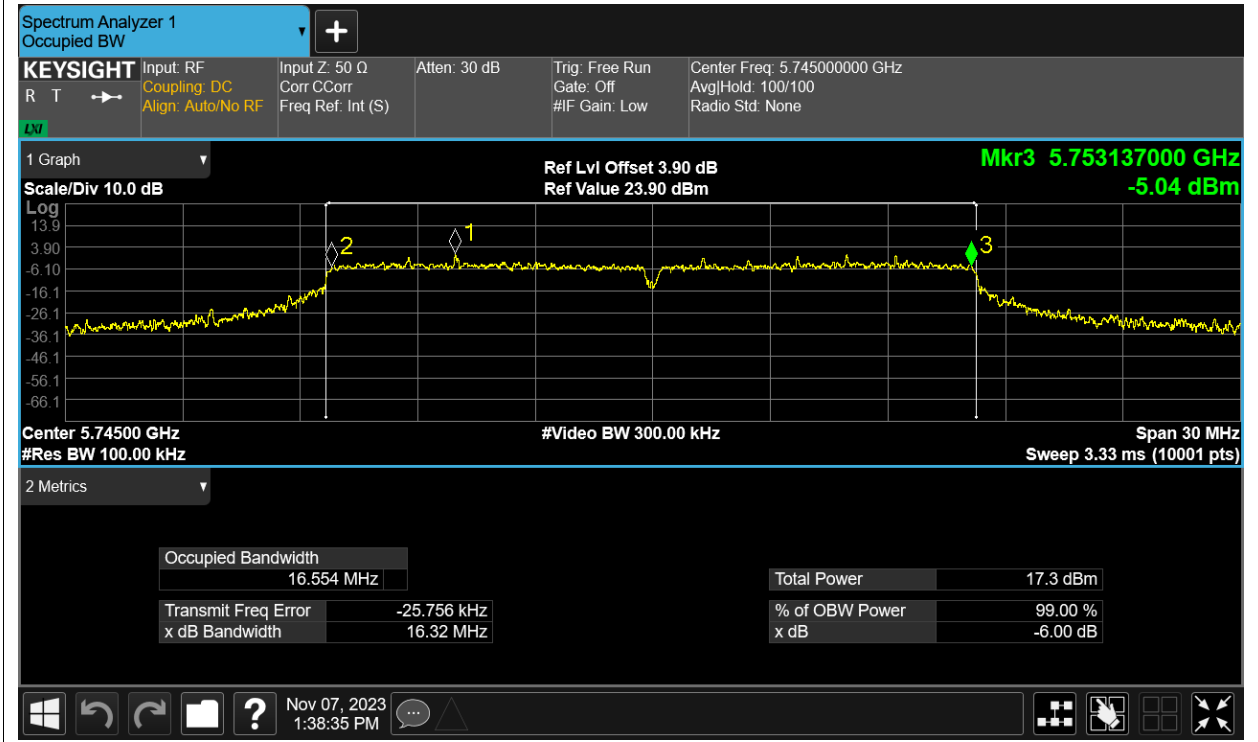 Spectrum Analyzer 1
Occupied BW
KEYSIGHT
R T
LXI
Input: RF
Coupling: DC
Align: Auto/No RF
Input Z: 50 Ω
Corr CCorr
Freq Ref: Int (S)
Atten: 30 dB
Trig: Free Run
Gate: Off
#IF Gain: Low
Center Freq: 5.745000000 GHz
Avg|Hold: 100/100
Radio Std: None
1 Graph
Scale/Div 10.0 dB
Ref Lvl Offset 3.90 dB
Ref Value 23.90 dBm
Mkr3 5.753137000 GHz
-5.04 dBm
Log
13.9
3.90
-6.10
-16.1
-26.1
-36.1
-46.1
-56.1
-66.1
2
1
3
Center 5.74500 GHz
#Res BW 100.00 kHz
#Video BW 300.00 kHz
Span 30 MHz
Sweep 3.33 ms (10001 pts)
2 Metrics
Occupied Bandwidth
16.554 MHz
Transmit Freq Error -25.756 kHz
x dB Bandwidth 16.32 MHz
Total Power 17.3 dBm
% of OBW Power 99.00 %
x dB -6.00 dB
?
Nov 07, 2023
1:38:35 PM